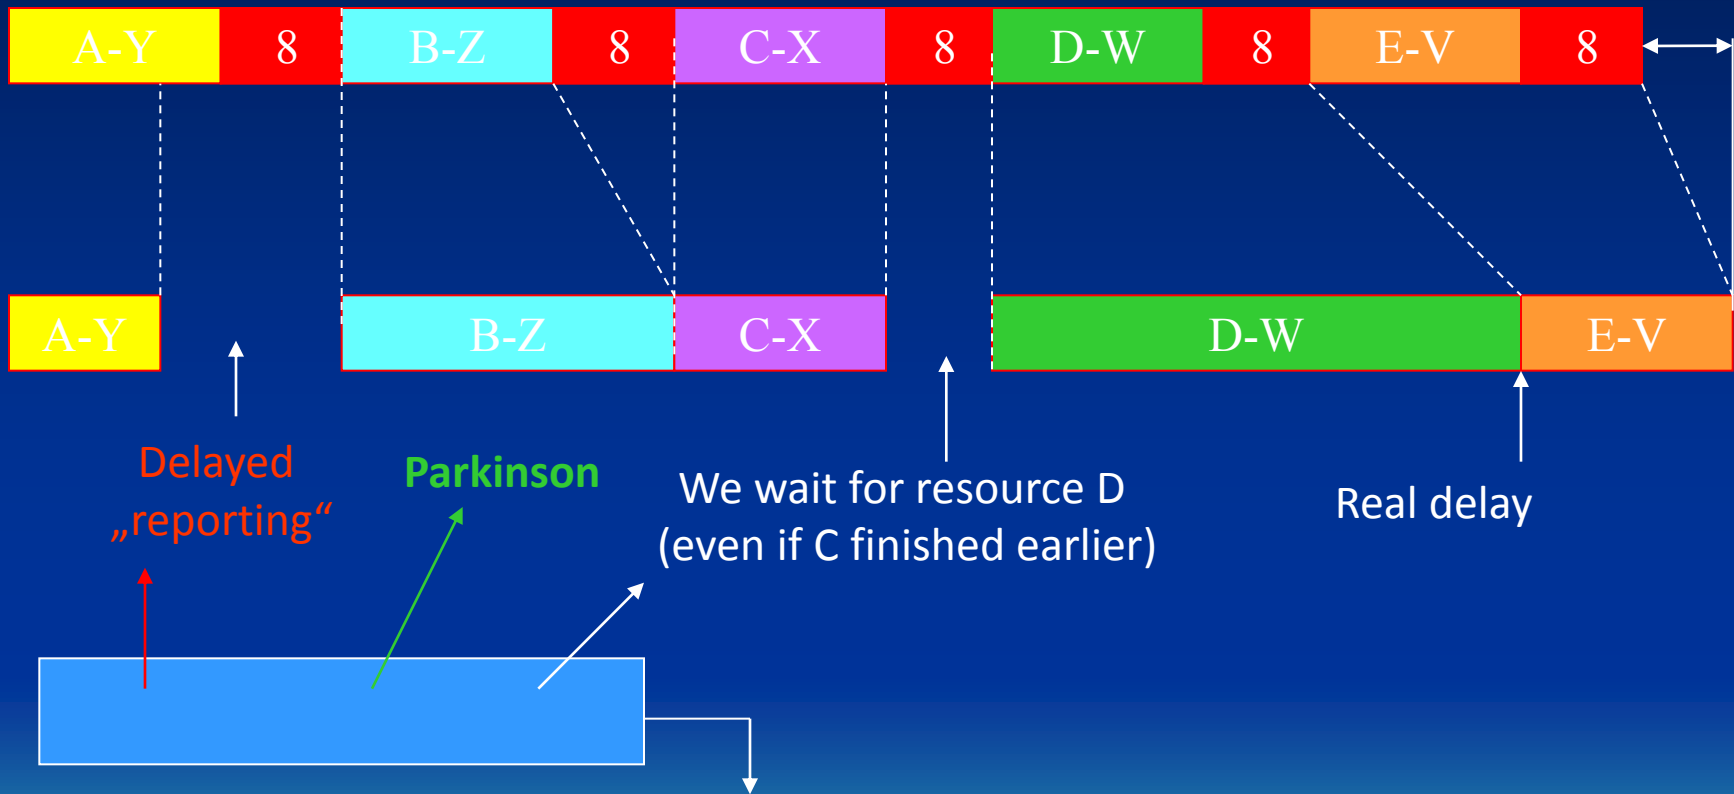 A-Y 8 B-Z 8 C-X 8 D-W 8 E-V 8
A-Y B-Z C-X D-W E-V
Delayed
„reporting“
Parkinson
We wait for resource D
(even if C finished earlier)
Real delay